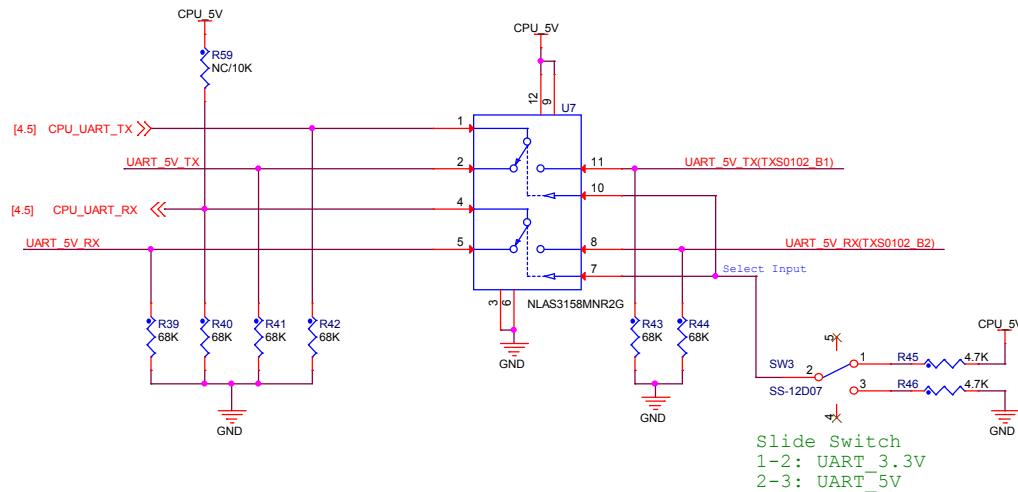 CPU_5V
CPU_5V
R59
NC/10K
12
9
U7
[4.5] CPU_UART_TX
1
UART_5V_TX
2
11
UART_5V_TX(TXS0102_B1)
10
[4.5] CPU_UART_RX
4
UART_5V_RX
5
8
UART_5V_RX(TXS0102_B2)
7
Select Input
3
6
NLAS3158MNR2G
GND
R39
68K
R40
68K
R41
68K
R42
68K
GND
R43
68K
R44
68K
GND
CPU_5V
5
SW3
SS-12D07
2
1
R45
4.7K
3
R46
4.7K
4
GND
Slide Switch
1-2: UART_3.3V
2-3: UART_5V